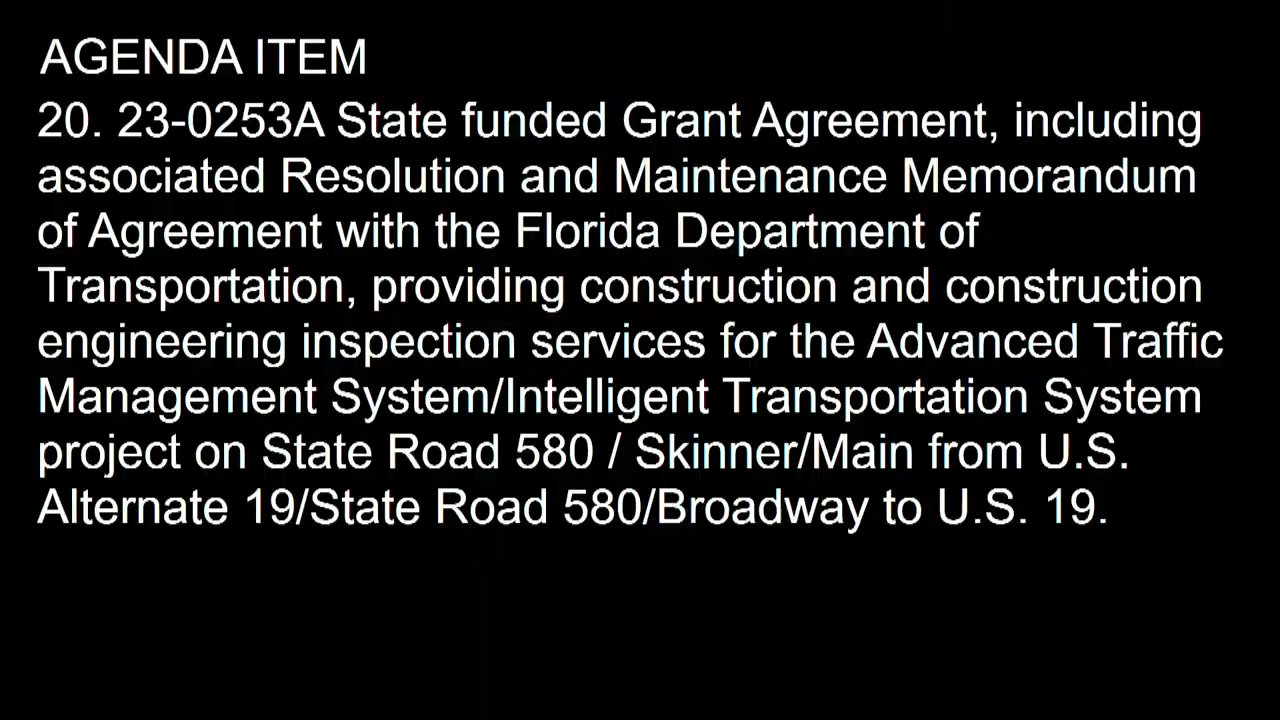 AGENDA ITEM
20. 23-0253A State funded Grant Agreement, including
associated Resolution and Maintenance Memorandum
of Agreement with the Florida Department of
Transportation, providing construction and construction
engineering inspection services for the Advanced Traffic
Management System/Intelligent Transportation System
project on State Road 580 / Skinner/Main from U.S.
Alternate 19/State Road 580/Broadway to U.S. 19.